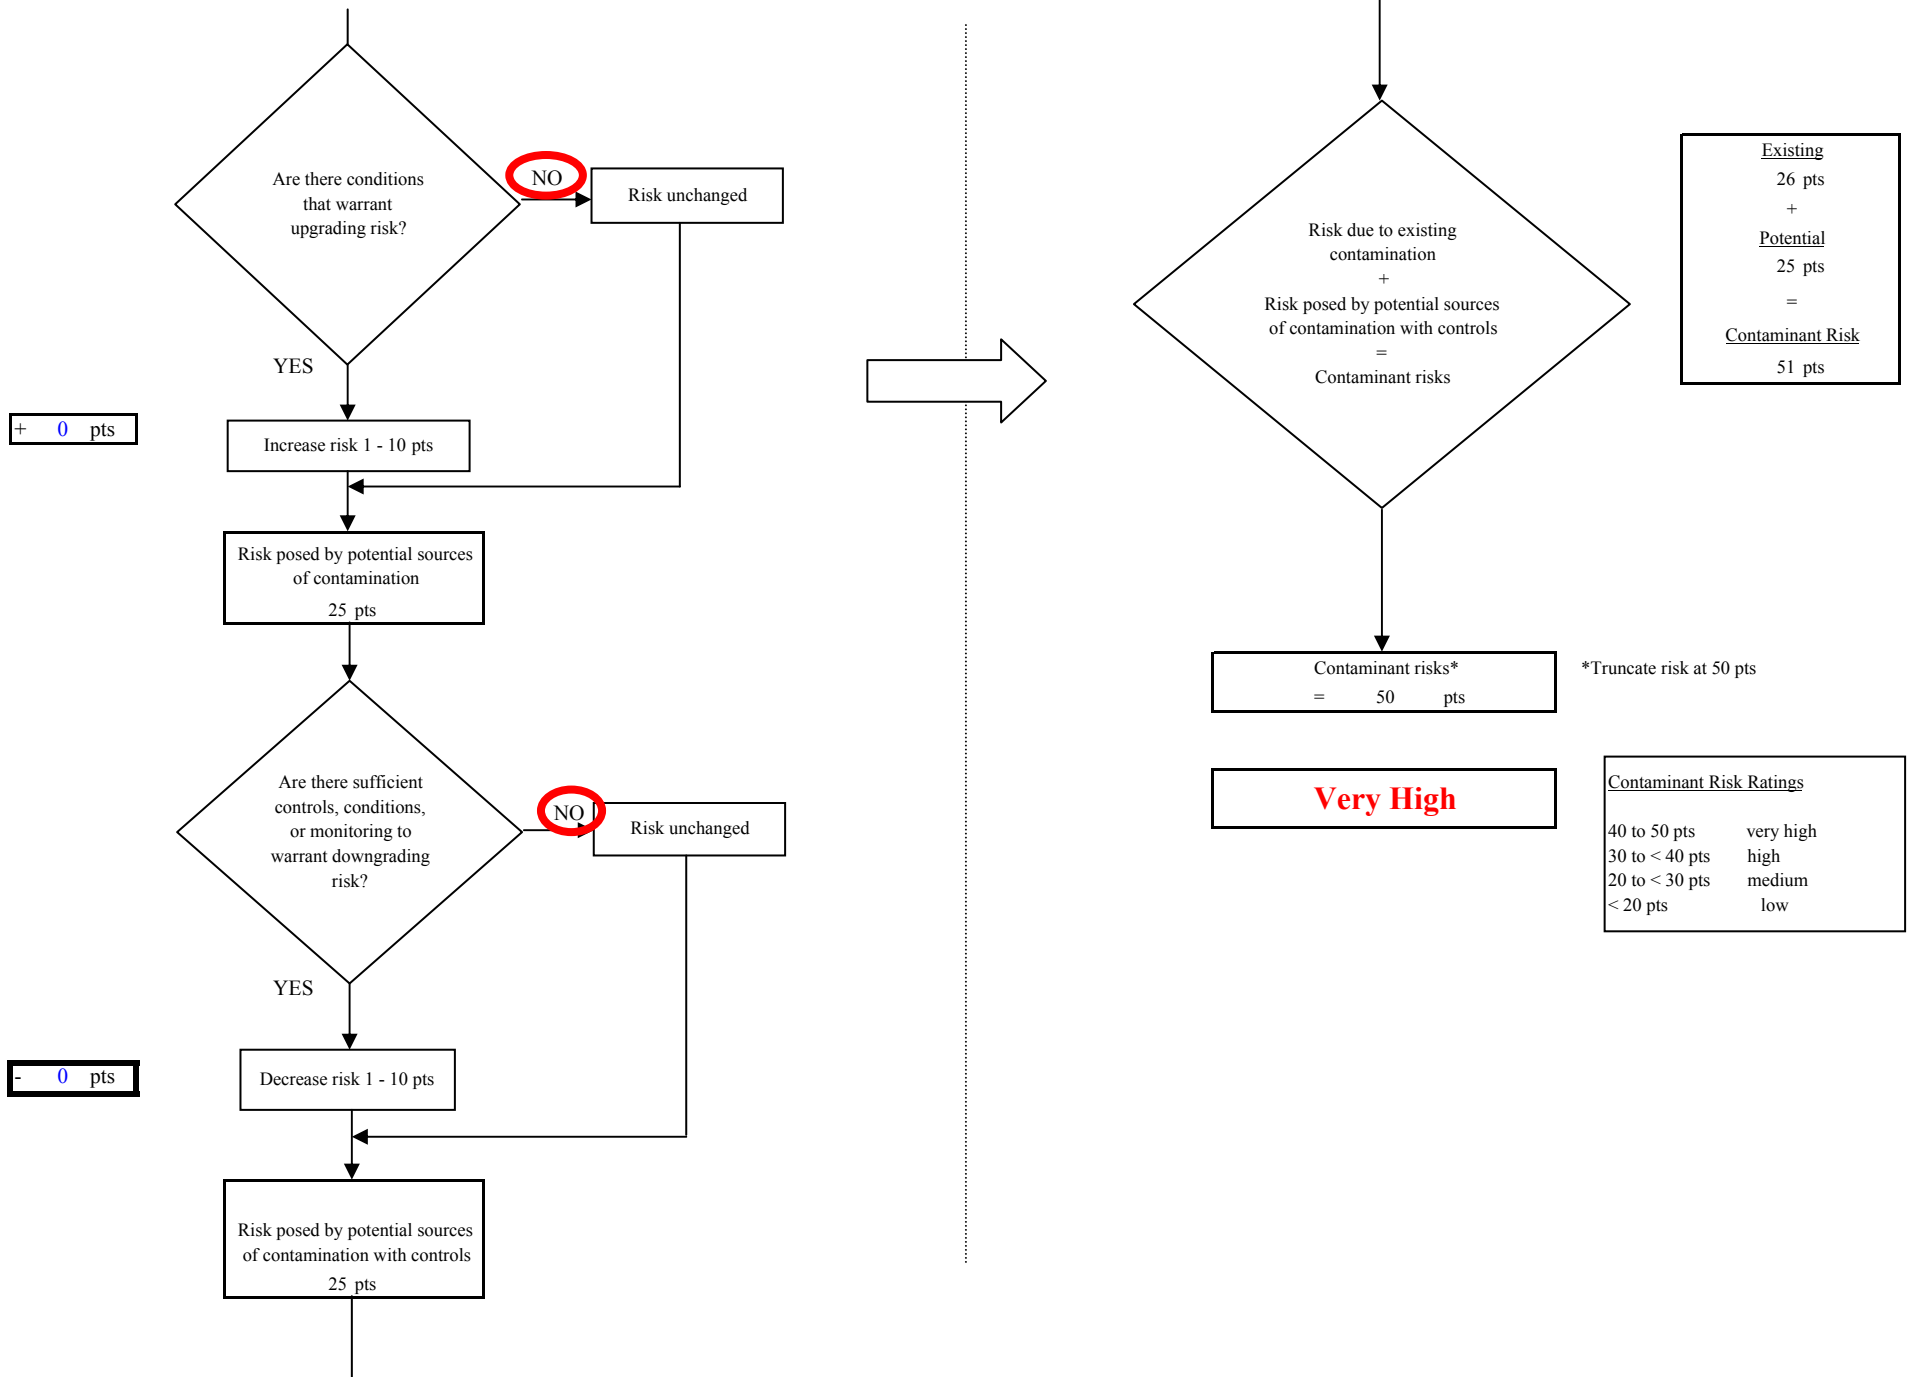 Are there conditions
that warrant
upgrading risk?
NO
Risk unchanged
YES
+ 0 pts
Increase risk 1 - 10 pts
Risk posed by potential sources
of contamination
25 pts
Are there sufficient
controls, conditions,
or monitoring to
warrant downgrading
risk?
NO
Risk unchanged
YES
- 0 pts
Decrease risk 1 - 10 pts
Risk posed by potential sources
of contamination with controls
25 pts
Risk due to existing
contamination
+
Risk posed by potential sources
of contamination with controls
=
Contaminant risks
Existing
26 pts
+
Potential
25 pts
=
Contaminant Risk
51 pts
Contaminant risks*
= 50 pts
*Truncate risk at 50 pts
Very High
Contaminant Risk Ratings
40 to 50 pts very high
30 to < 40 pts high
20 to < 30 pts medium
< 20 pts low